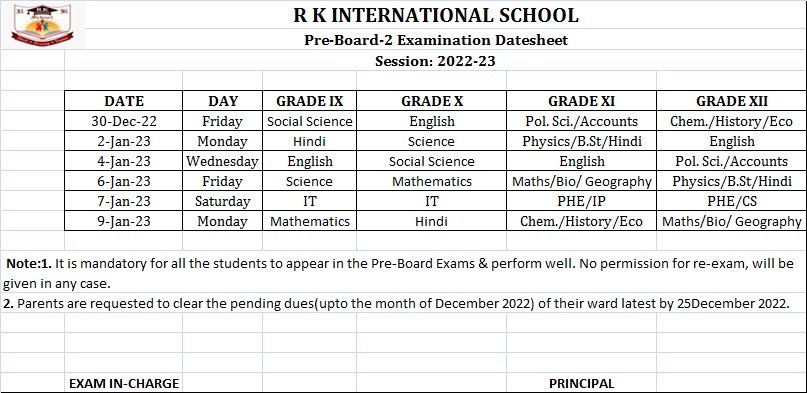 R K INTERNATIONAL SCHOOL
Pre-Board-2 Examination Datesheet
Session: 2022-23
DATE DAY GRADE IX GRADE X GRADE XI GRADE XII
30-Dec-22 Friday Social Science English Pol. Sci./Accounts Chem./History/Eco
2-Jan-23 Monday Hindi Science Physics/B.St/Hindi English
4-Jan-23 Wednesday English Social Science English Pol. Sci./Accounts
6-Jan-23 Friday Science Mathematics Maths/Bio/ Geography Physics/B.St/Hindi
7-Jan-23 Saturday IT IT PHE/IP PHE/CS
9-Jan-23 Monday Mathematics Hindi Chem./History/Eco Maths/Bio/ Geography
Note:1. It is mandatory for all the students to appear in the Pre-Board Exams & perform well. No permission for re-exam, will be
given in any case.
2. Parents are requested to clear the pending dues(upto the month of December 2022) of their ward latest by 25December 2022.
EXAM IN-CHARGE PRINCIPAL